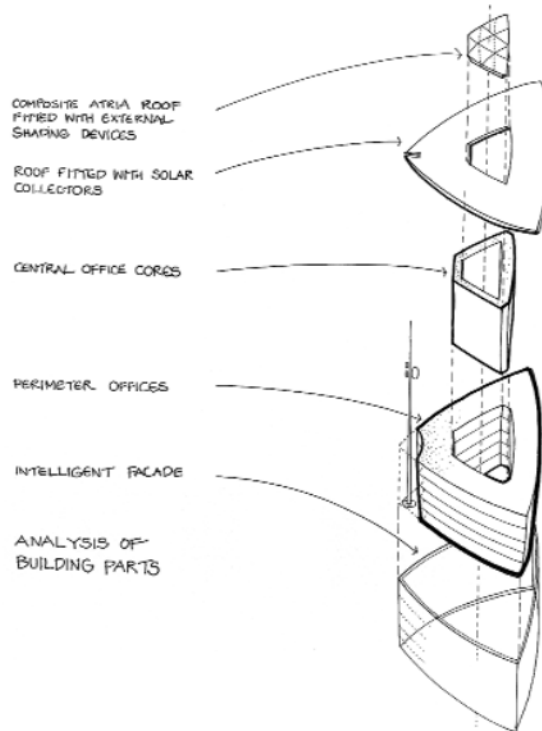 COMPOSITE ATRIA ROOF
FITTED WITH EXTERNAL
SHADING DEVICES
ROOF FITTED WITH SOLAR
COLLECTORS
CENTRAL OFFICE CORES
PERIMETER OFFICES
INTELLIGENT FACADE
ANALYSIS OF
BUILDING PARTS